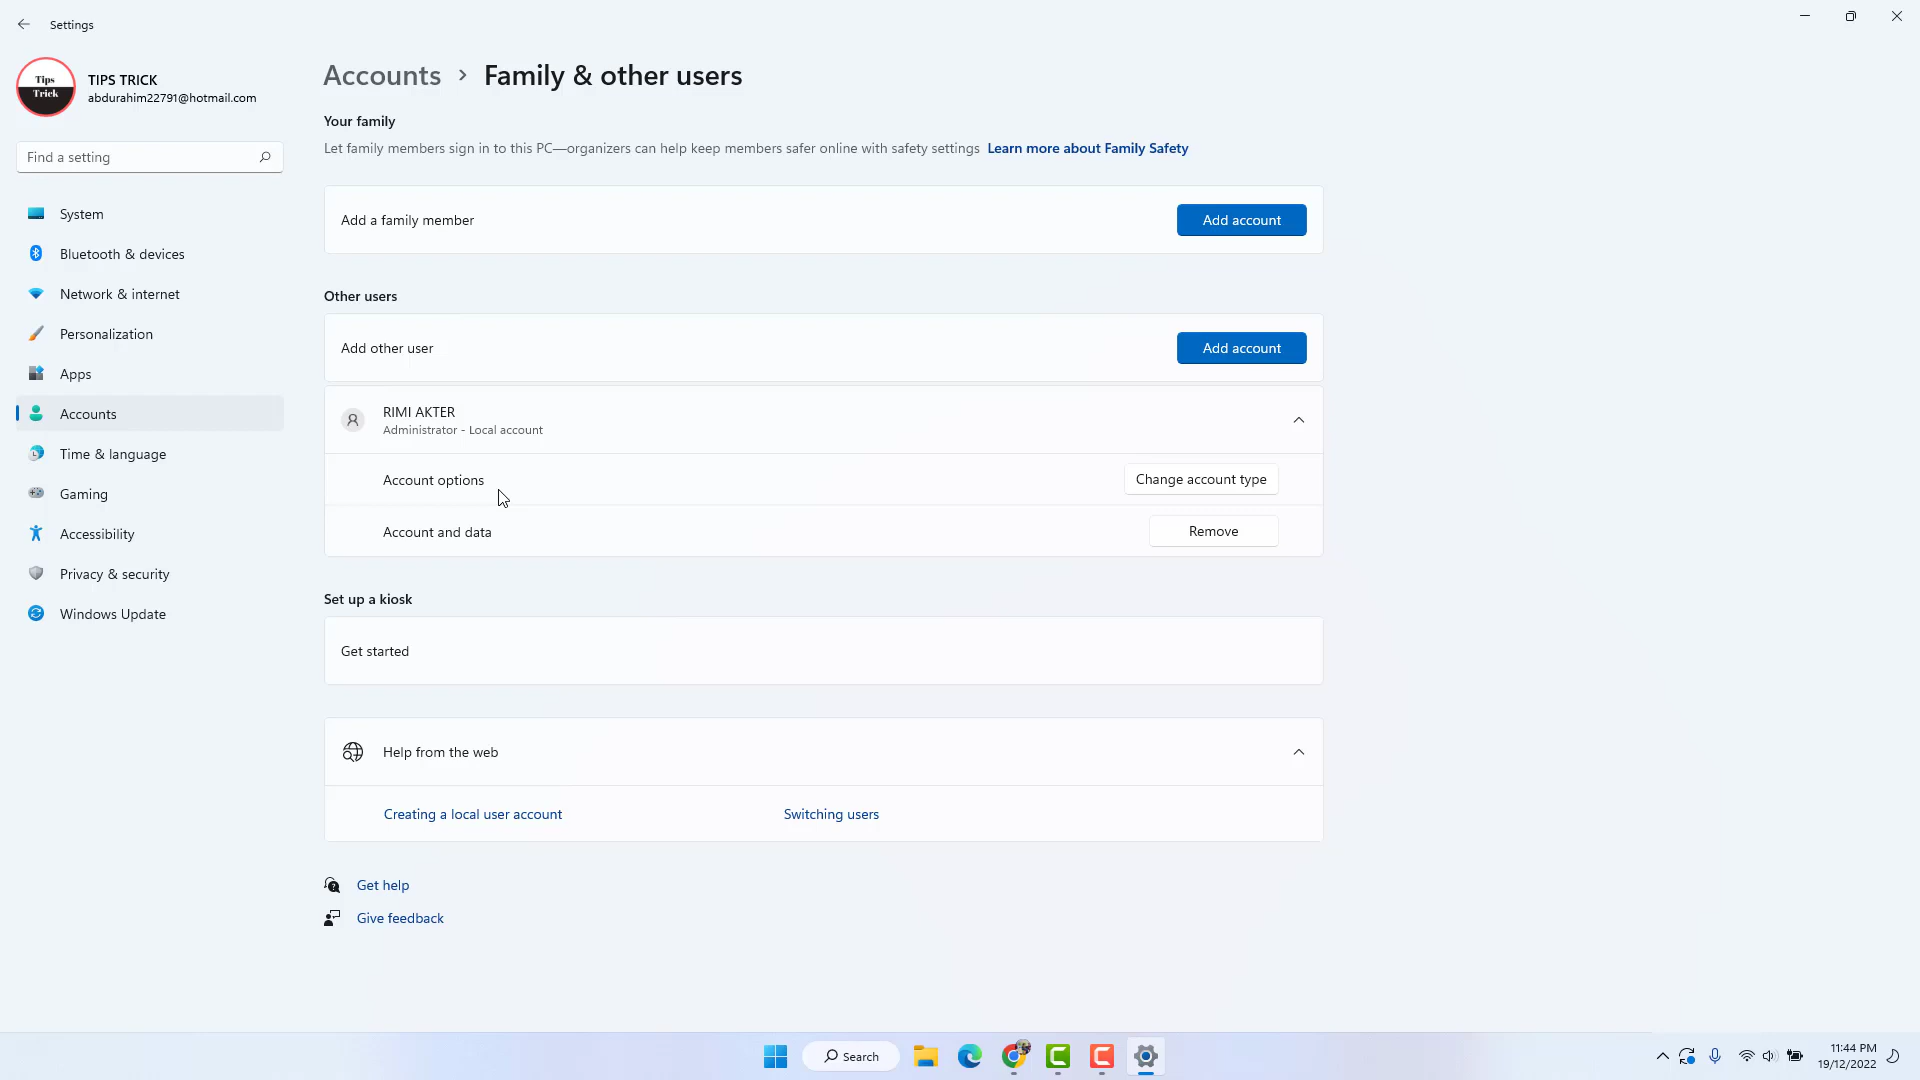 Settings
Tips
Trick
TIPS TRICK
abdurahim22791@hotmail.com
Find a setting
System
Bluetooth & devices
Network & internet
Personalization
Apps
Accounts
Time & language
Gaming
Accessibility
Privacy & security
Windows Update
Accounts > Family & other users
Your family
Let family members sign in to this PC—organizers can help keep members safer online with safety settings Learn more about Family Safety
Add a family member
Add account
Other users
Add other user
Add account
RIMI AKTER
Administrator - Local account
Account options
Change account type
Account and data
Remove
Set up a kiosk
Get started
Help from the web
Creating a local user account
Switching users
Get help
Give feedback
Search
11:44 PM
19/12/2022